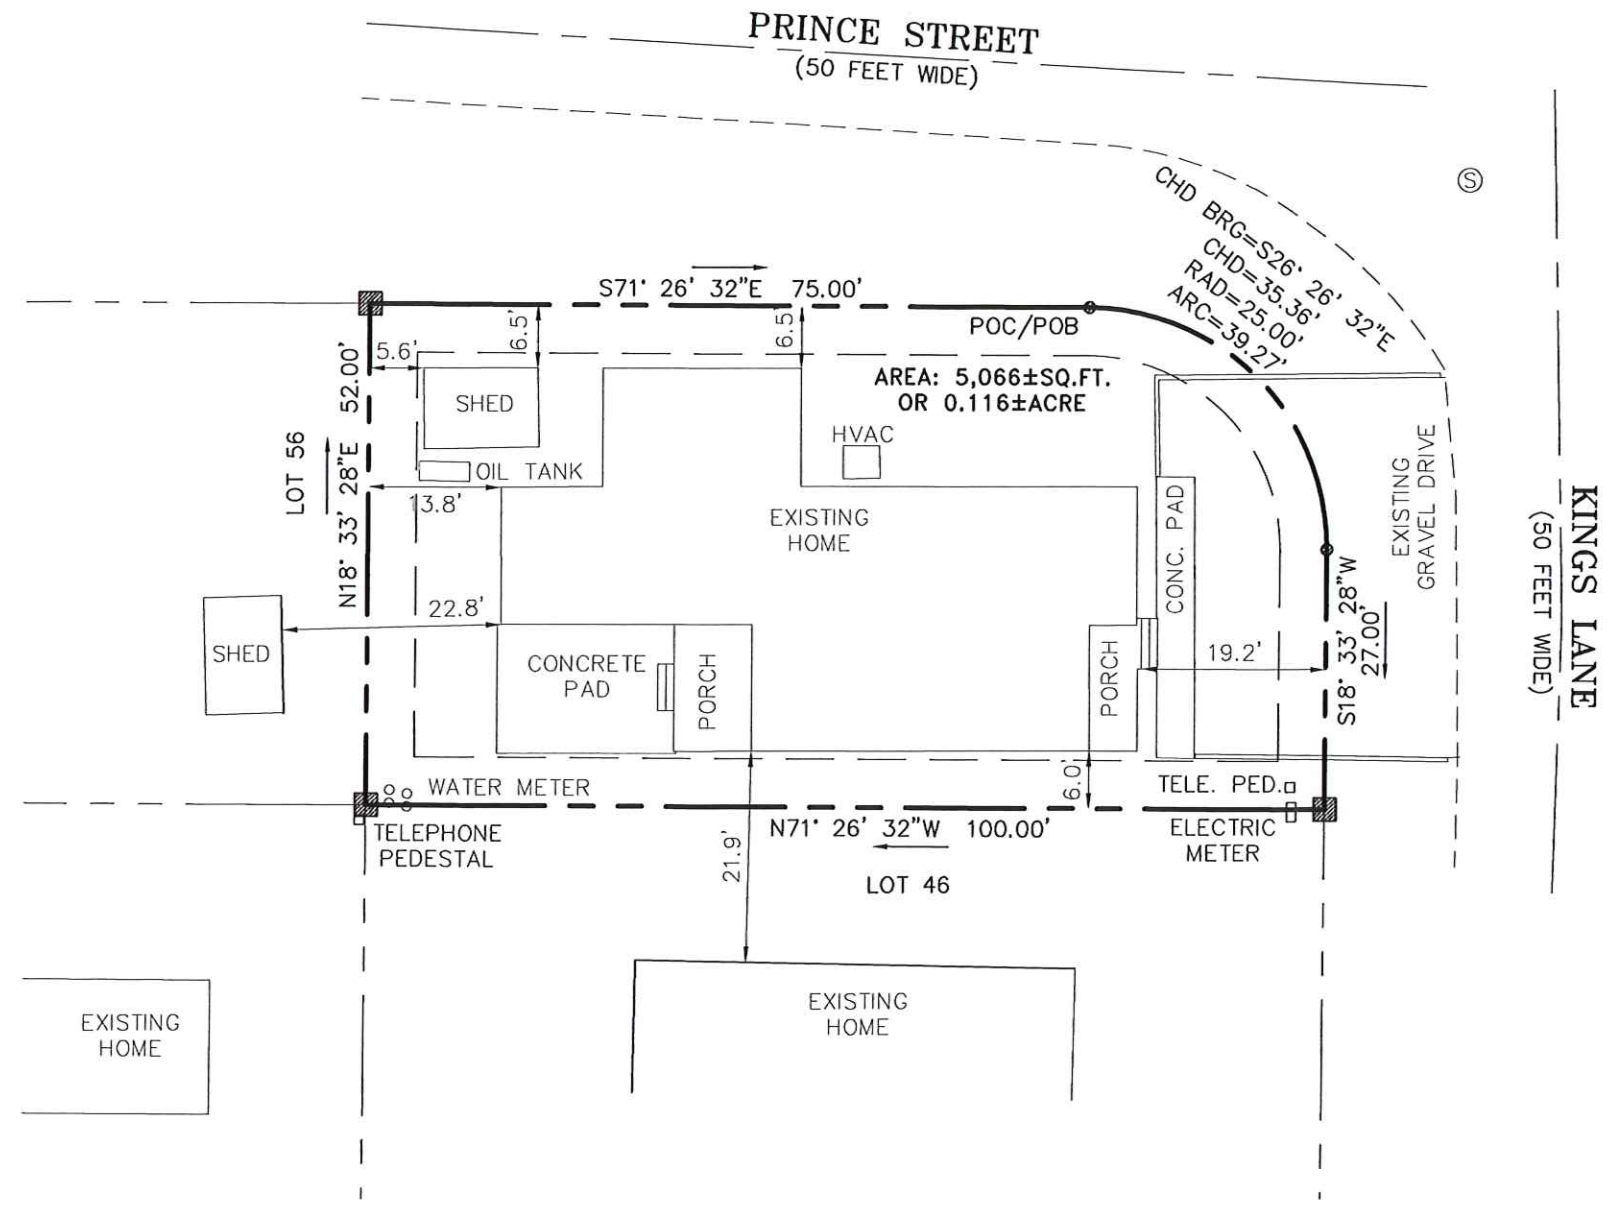 PRINCE STREET
(50 FEET WIDE)
Ⓢ
CHD BRG=S26° 26' 32"E
CHD=35.36'
RAD=25.00'
ARC=39.27'
S71° 26' 32"E 75.00'
POC/POB
6.5'
6.5'
5.6'
AREA: 5,066±SQ.FT.
OR 0.116±ACRE
SHED
HVAC
OIL TANK
13.8'
LOT 56
N18° 33' 28"E 52.00'
EXISTING
HOME
CONC. PAD
EXISTING
GRAVEL DRIVE
KINGS LANE
(50 FEET WIDE)
22.8'
SHED
CONCRETE
PAD
PORCH
PORCH
19.2'
S18° 33' 28"W
27.00'
WATER METER
6.0'
TELE. PED.
TELEPHONE
PEDESTAL
N71° 26' 32"W 100.00'
ELECTRIC
METER
21.9'
LOT 46
EXISTING
HOME
EXISTING
HOME